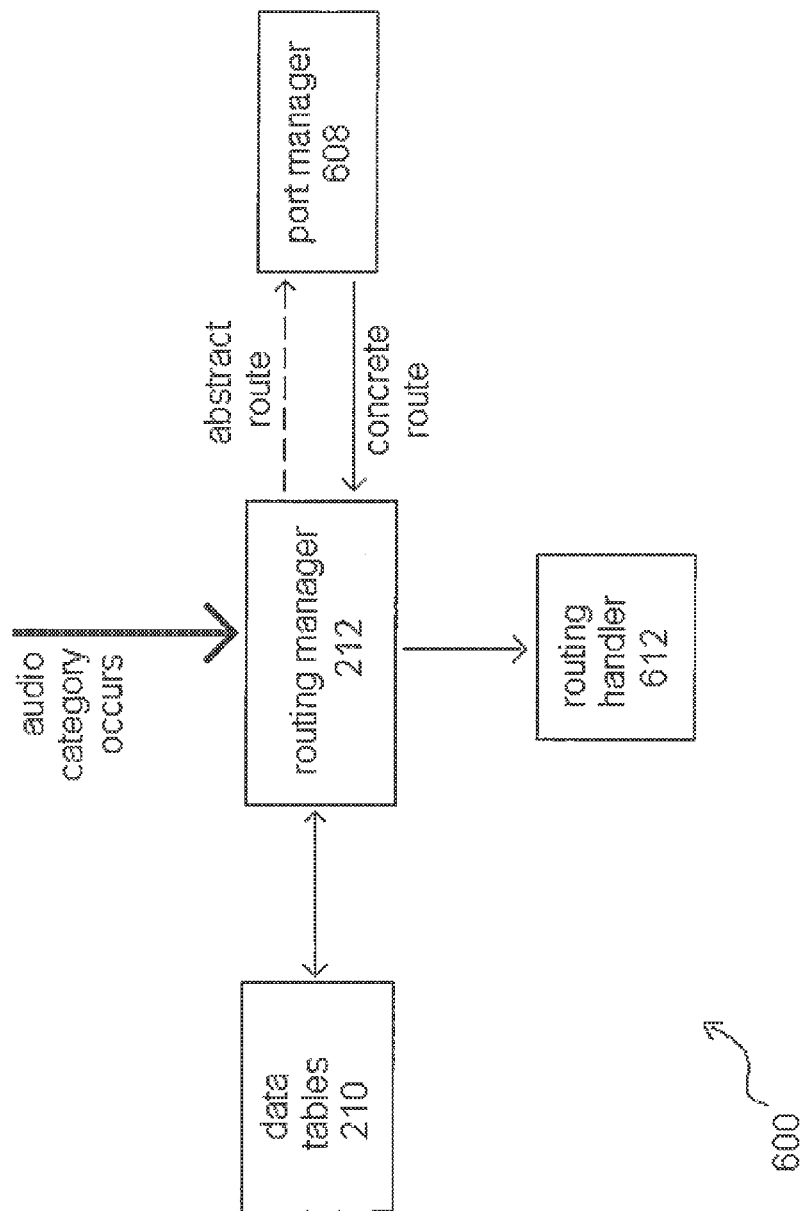 audio
category
occurs
data
tables
210
routing manager
212
abstract
route
concrete
route
port manager
608
routing
handler
612
600